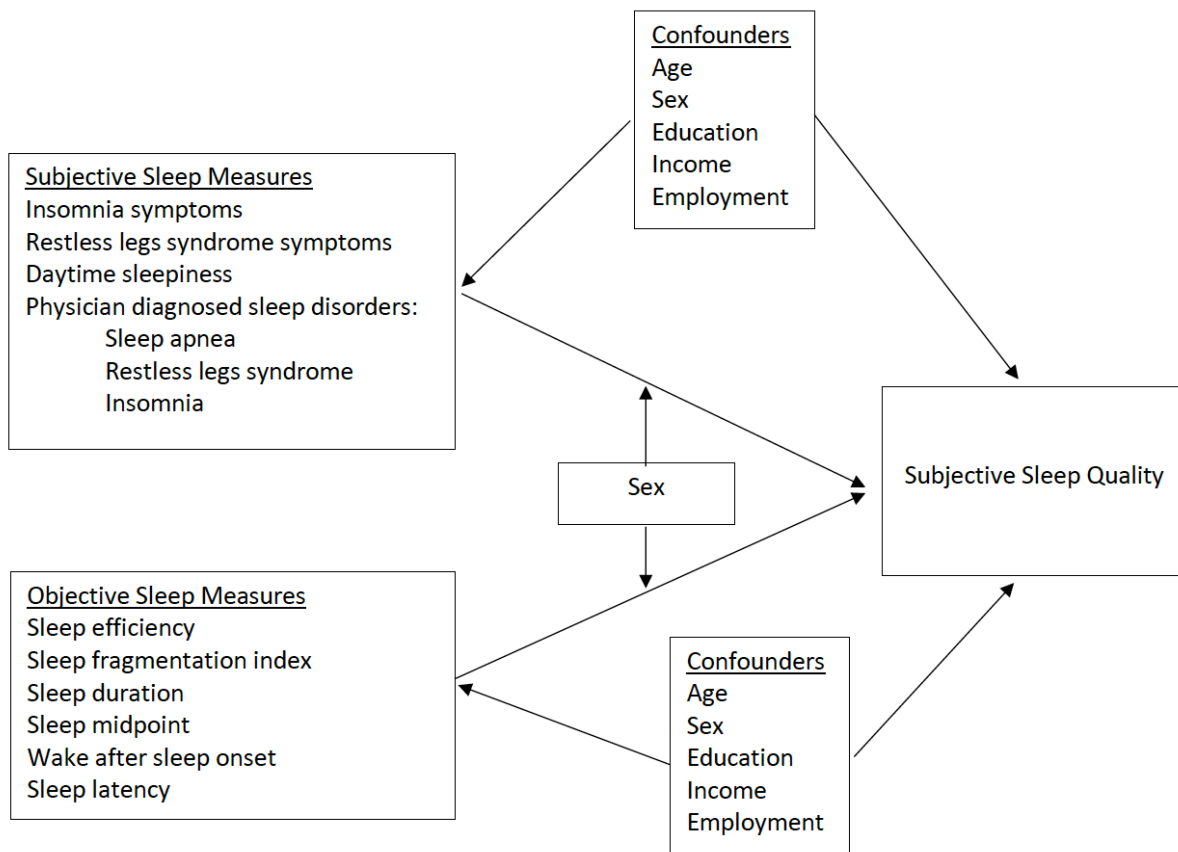 Confounders
Age
Sex
Education
Income
Employment
Subjective Sleep Measures
Insomnia symptoms
Restless legs syndrome symptoms
Daytime sleepiness
Physician diagnosed sleep disorders:
Sleep apnea
Restless legs syndrome
Insomnia
Sex
Subjective Sleep Quality
Objective Sleep Measures
Sleep efficiency
Sleep fragmentation index
Sleep duration
Sleep midpoint
Wake after sleep onset
Sleep latency
Confounders
Age
Sex
Education
Income
Employment